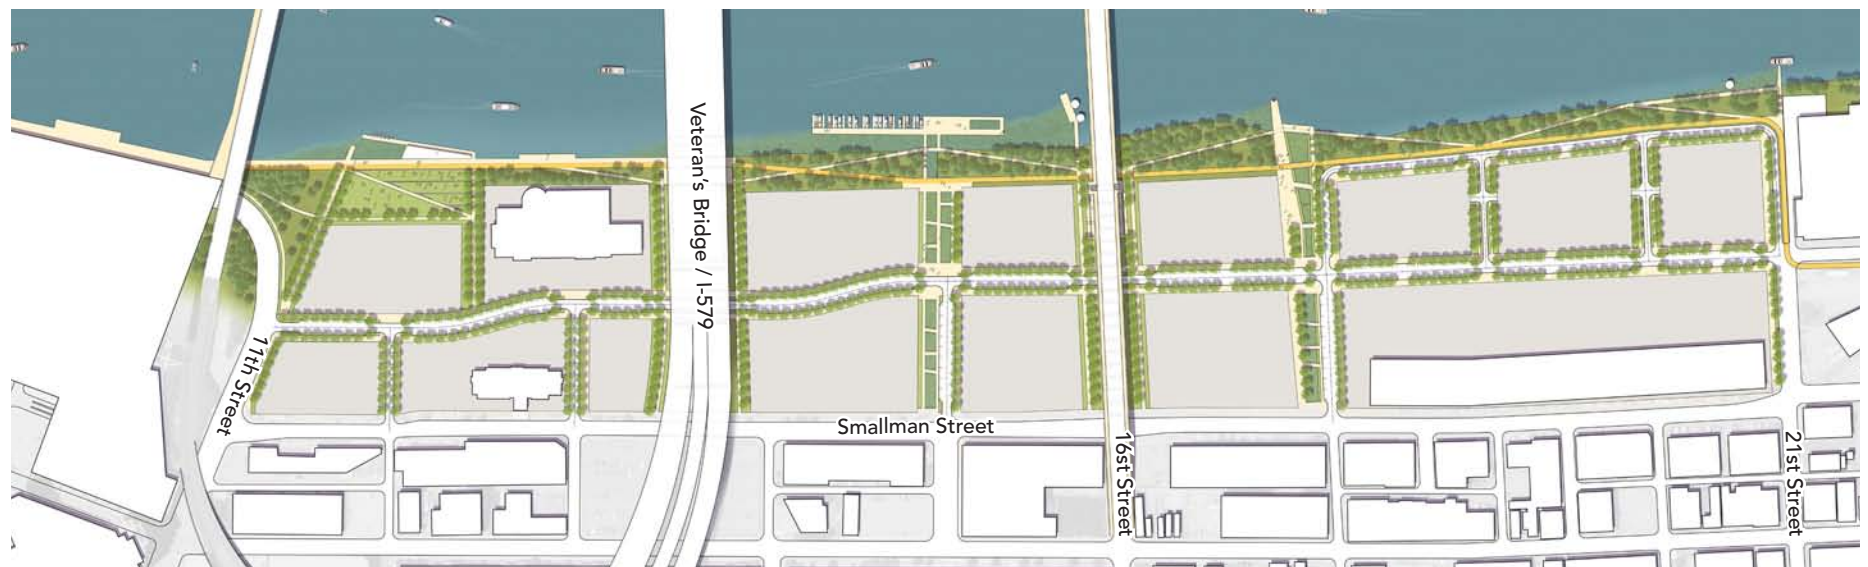 Veteran's Bridge / I-579
11th Street
Smallman Street
16st Street
21st Street